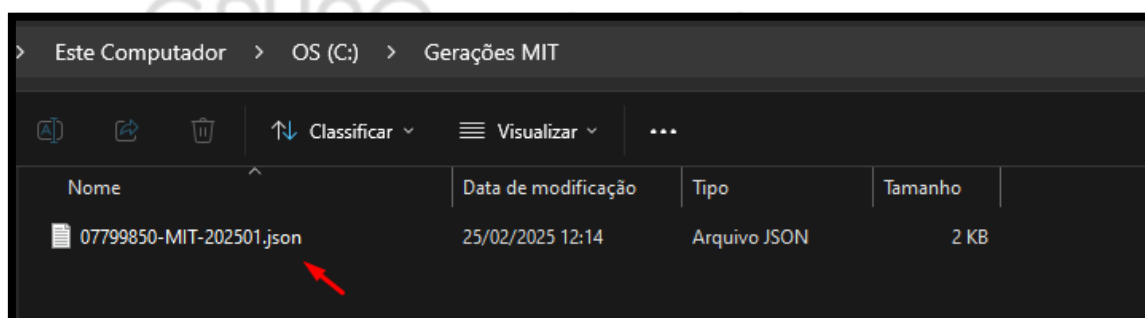 GRUPO
> Este Computador > OS (C:) > Gerações MIT
Classificar Visualizar ...
Nome Data de modificação Tipo Tamanho
07799850-MIT-202501.json 25/02/2025 12:14 Arquivo JSON 2 KB